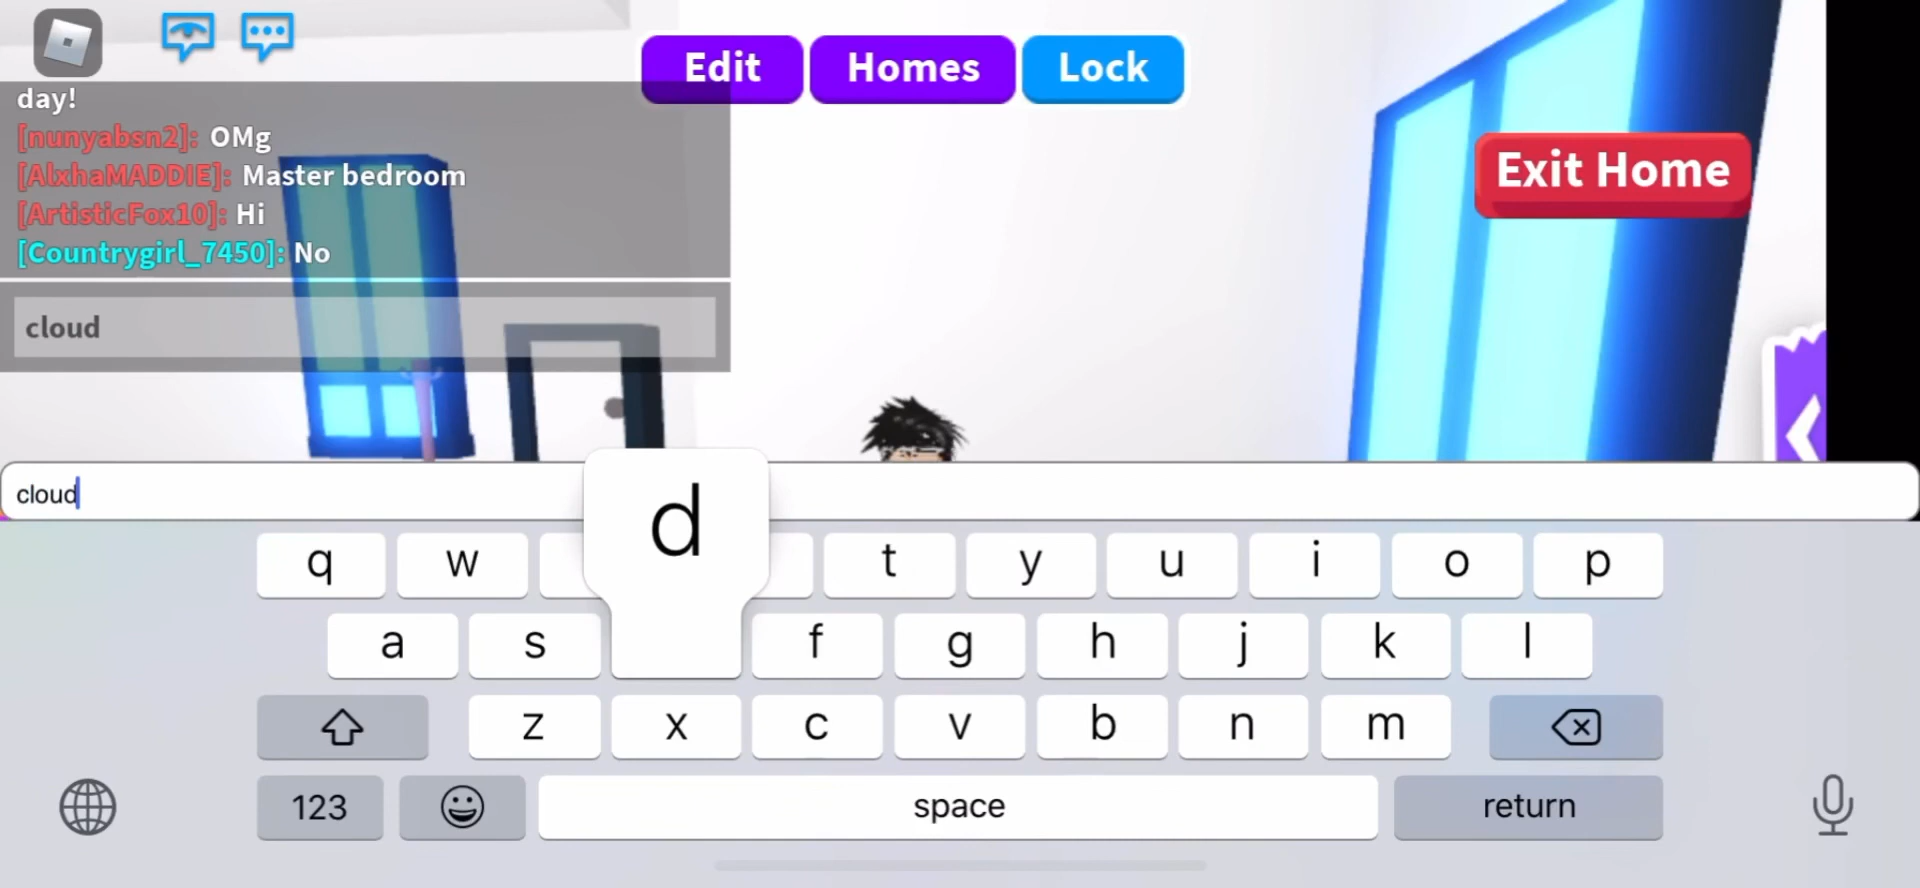 Edit Homes Lock
day!
[nunyabsn2]: OMg
[AlxhaMADDIE]: Master bedroom
[ArtisticFox10]: Hi
[Countrygirl_7450]: No
Exit Home
cloud
cloud
d
q w t y u i o p
a s f g h j k l
z x c v b n m
123 space return